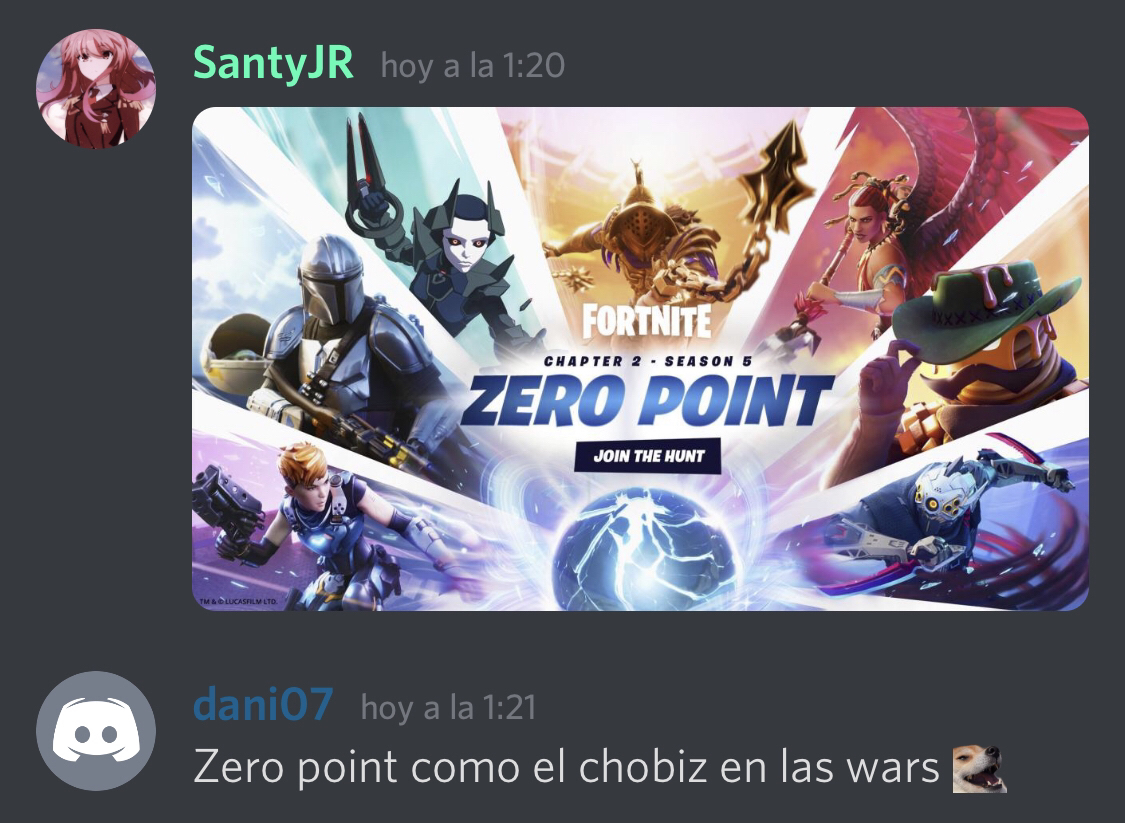 SantyJR hoy a la 1:20
FORTNITE
CHAPTER 2 - SEASON 5
ZERO POINT
JOIN THE HUNT
TM & © LUCASFILM LTD.
dani07 hoy a la 1:21
Zero point como el chobiz en las wars